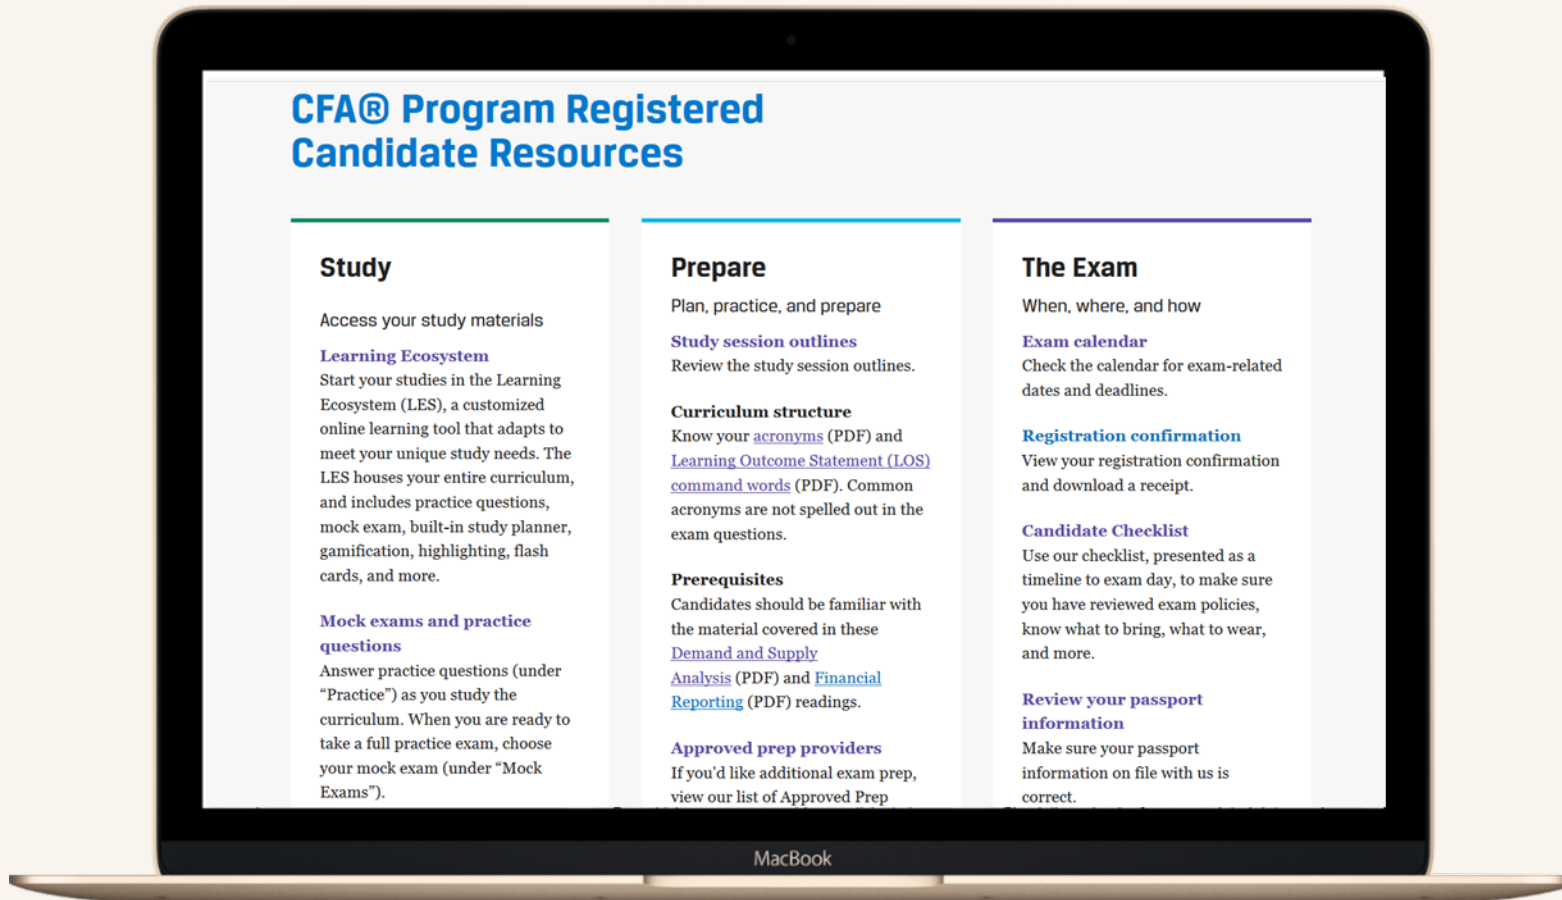 CFA® Program Registered
Candidate Resources
Study
Access your study materials
Learning Ecosystem
Start your studies in the Learning
Ecosystem (LES), a customized
online learning tool that adapts to
meet your unique study needs. The
LES houses your entire curriculum,
and includes practice questions,
mock exam, built-in study planner,
gamification, highlighting, flash
cards, and more.
Mock exams and practice
questions
Answer practice questions (under
“Practice”) as you study the
curriculum. When you are ready to
take a full practice exam, choose
your mock exam (under “Mock
Exams”).
Prepare
Plan, practice, and prepare
Study session outlines
Review the study session outlines.
Curriculum structure
Know your acronyms (PDF) and
Learning Outcome Statement (LOS)
command words (PDF). Common
acronyms are not spelled out in the
exam questions.
Prerequisites
Candidates should be familiar with
the material covered in these
Demand and Supply
Analysis (PDF) and Financial
Reporting (PDF) readings.
Approved prep providers
If you'd like additional exam prep,
view our list of Approved Prep
The Exam
When, where, and how
Exam calendar
Check the calendar for exam-related
dates and deadlines.
Registration confirmation
View your registration confirmation
and download a receipt.
Candidate Checklist
Use our checklist, presented as a
timeline to exam day, to make sure
you have reviewed exam policies,
know what to bring, what to wear,
and more.
Review your passport
information
Make sure your passport
information on file with us is
correct.
MacBook